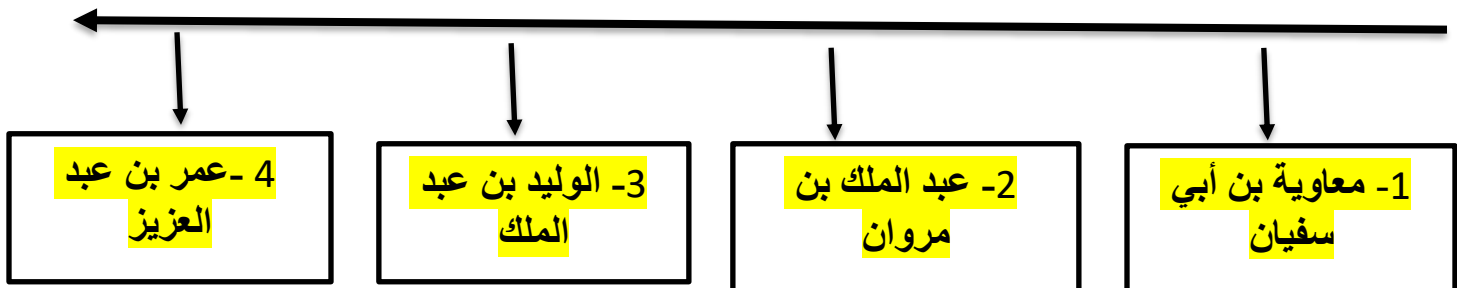 1- معاوية بن أبي
سفيان
2- عبد الملك بن
مروان
3- الوليد بن عبد
الملك
4 -عمر بن عبد
العزيز